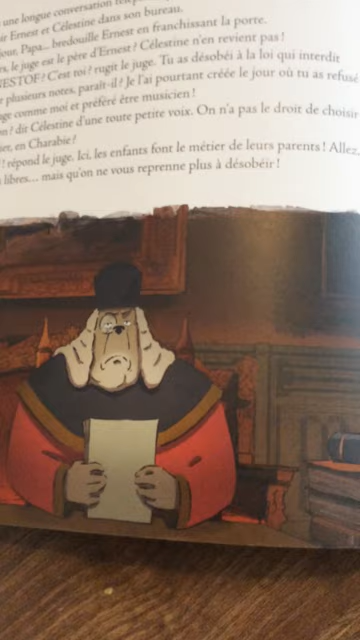 une longue conversation
Ernest et Célestine dans son bureau.
Papa... bredouille Ernest en franchissant la porte.
le juge est le père d'Ernest ? Célestine n'en revient pas !
C'est toi ? rugit le juge. Tu as désobéi à la loi qui interdit
plusieurs notes, paraît-il ? Je l'ai pourtant créée le jour où tu as refusé
comme moi et préféré être musicien !
? dit Célestine d'une toute petite voix. On n'a pas le droit de choisir
en Charabie ?
! répond le juge. Ici, les enfants font le métier de leurs parents ! Allez,
libres... mais qu'on ne vous reprenne plus à désobéir !